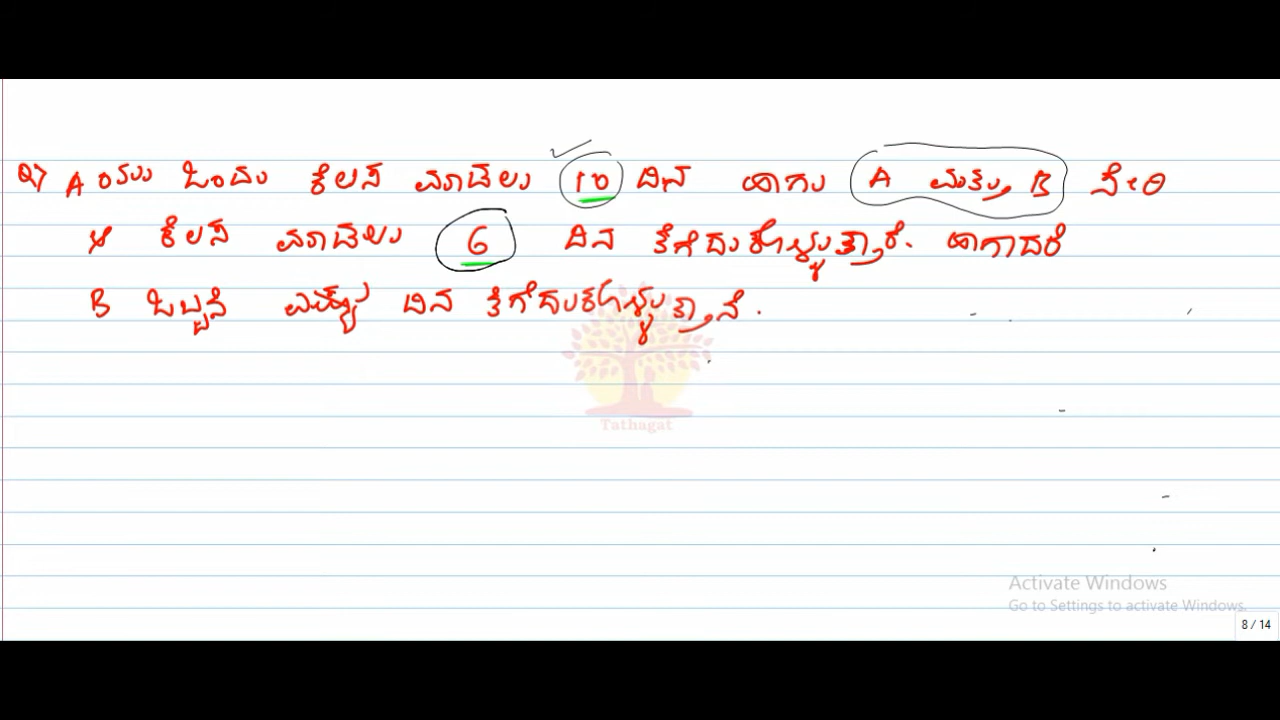 Q) A ಯು ಒಂದು ಕೆಲಸ ಮಾಡಲು 10 ದಿನ ಹಾಗು A ಮತ್ತು B ಸೇರಿ
ಆ ಕೆಲಸ ಮಾಡಲು 6 ದಿನ ತೆಗೆದುಕೊಳ್ಳುತ್ತಾರೆ. ಹಾಗಾದರೆ
B ಒಬ್ಬನೆ ಎಷ್ಟು ದಿನ ತೆಗೆದುಕೊಳ್ಳುತ್ತಾನೆ.
Tathagat
Activate Windows
Go to Settings to activate Windows.
8 / 14